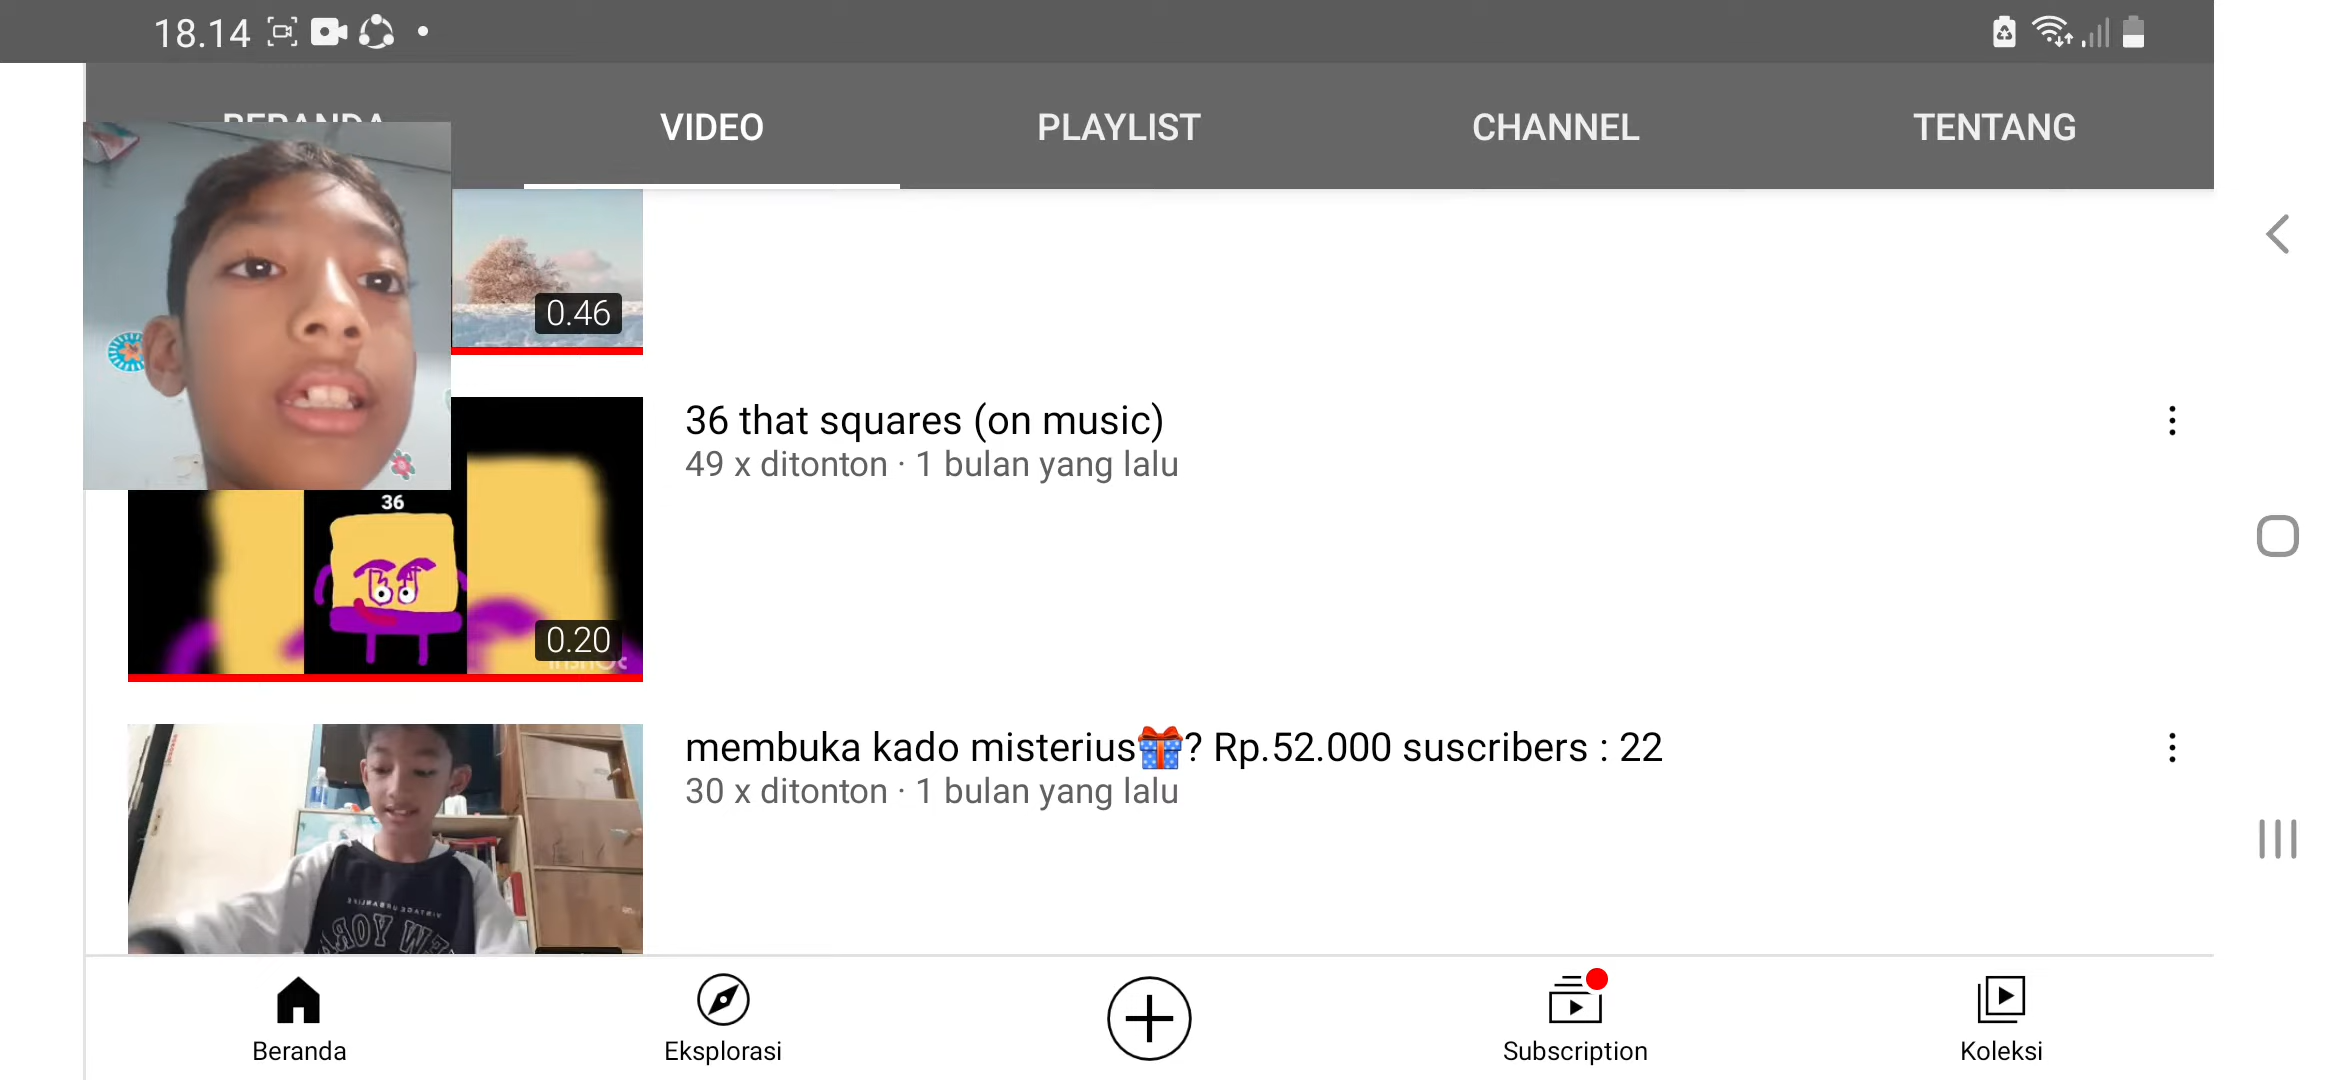 18.14
BERANDA
VIDEO
PLAYLIST
CHANNEL
TENTANG
0.46
36 that squares (on music)
49 x ditonton · 1 bulan yang lalu
36
0.20
membuka kado misterius🎁? Rp.52.000 suscribers : 22
30 x ditonton · 1 bulan yang lalu
Beranda
Eksplorasi
Subscription
Koleksi